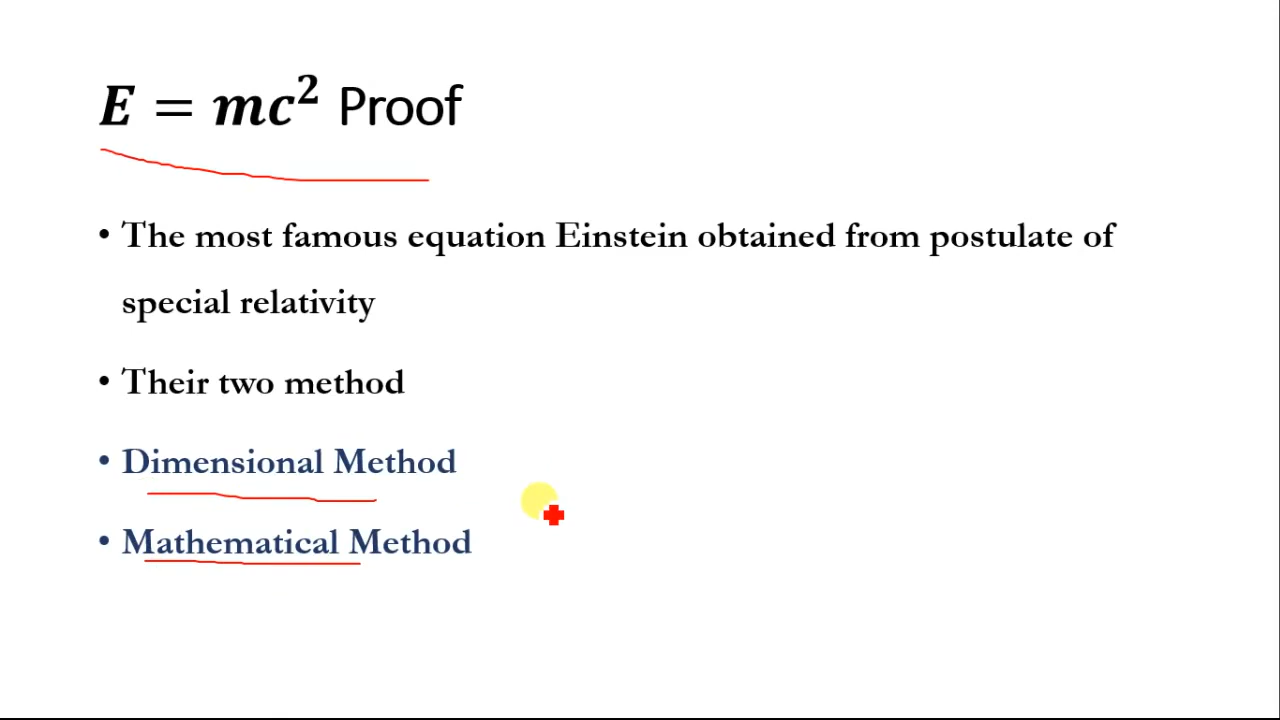 E = mc² Proof
• The most famous equation Einstein obtained from postulate of
special relativity
• Their two method
• Dimensional Method
• Mathematical Method